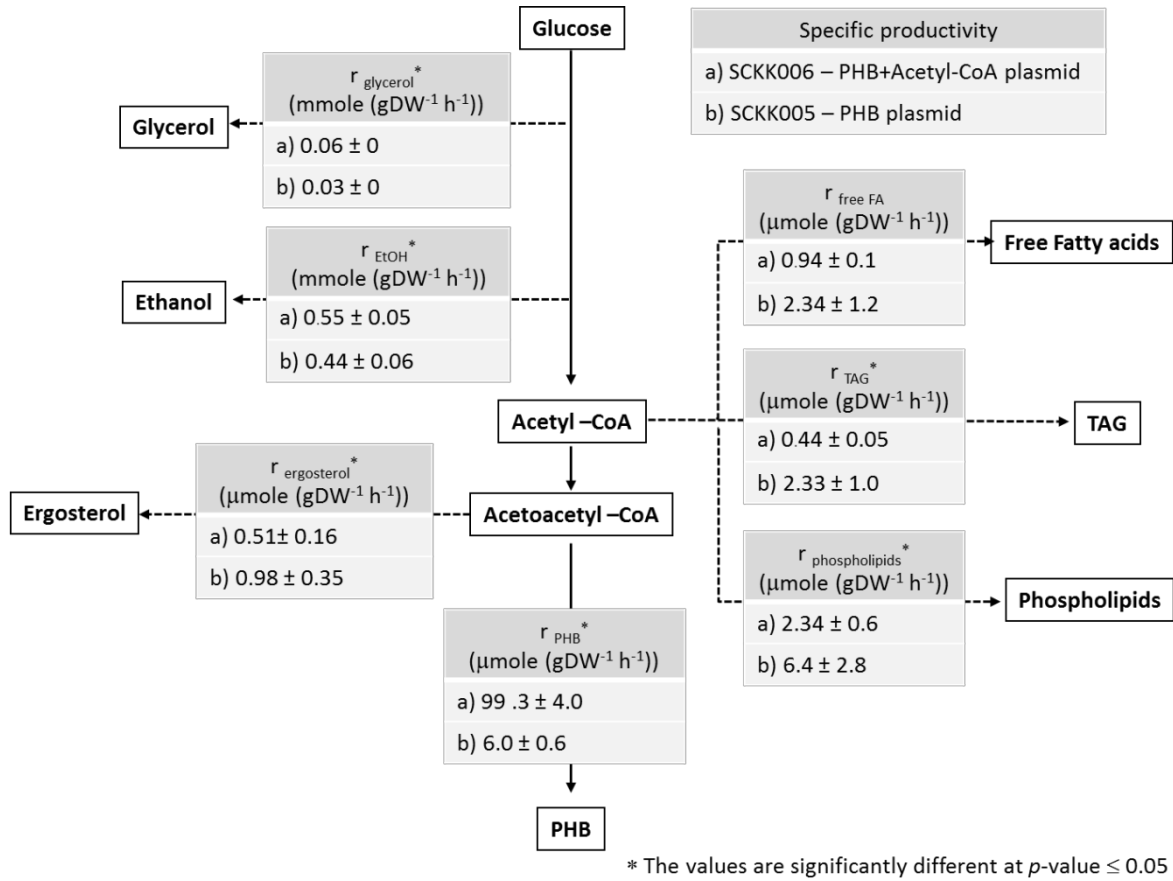 Glucose
Specific productivity
a) SCKK006 – PHB+Acetyl-CoA plasmid
b) SCKK005 – PHB plasmid
r glycerol*
(mmole (gDW-1 h-1))
a) 0.06 ± 0
b) 0.03 ± 0
Glycerol
r EtOH*
(mmole (gDW-1 h-1))
a) 0.55 ± 0.05
b) 0.44 ± 0.06
Ethanol
r free FA
(µmole (gDW-1 h-1))
a) 0.94 ± 0.1
b) 2.34 ± 1.2
Free Fatty acids
Acetyl –CoA
r TAG*
(µmole (gDW-1 h-1))
a) 0.44 ± 0.05
b) 2.33 ± 1.0
TAG
r ergosterol*
(µmole (gDW-1 h-1))
a) 0.51± 0.16
b) 0.98 ± 0.35
Ergosterol
Acetoacetyl –CoA
r phospholipids*
(µmole (gDW-1 h-1))
a) 2.34 ± 0.6
b) 6.4 ± 2.8
Phospholipids
r PHB*
(µmole (gDW-1 h-1))
a) 99 .3 ± 4.0
b) 6.0 ± 0.6
PHB
* The values are significantly different at p-value ≤ 0.05